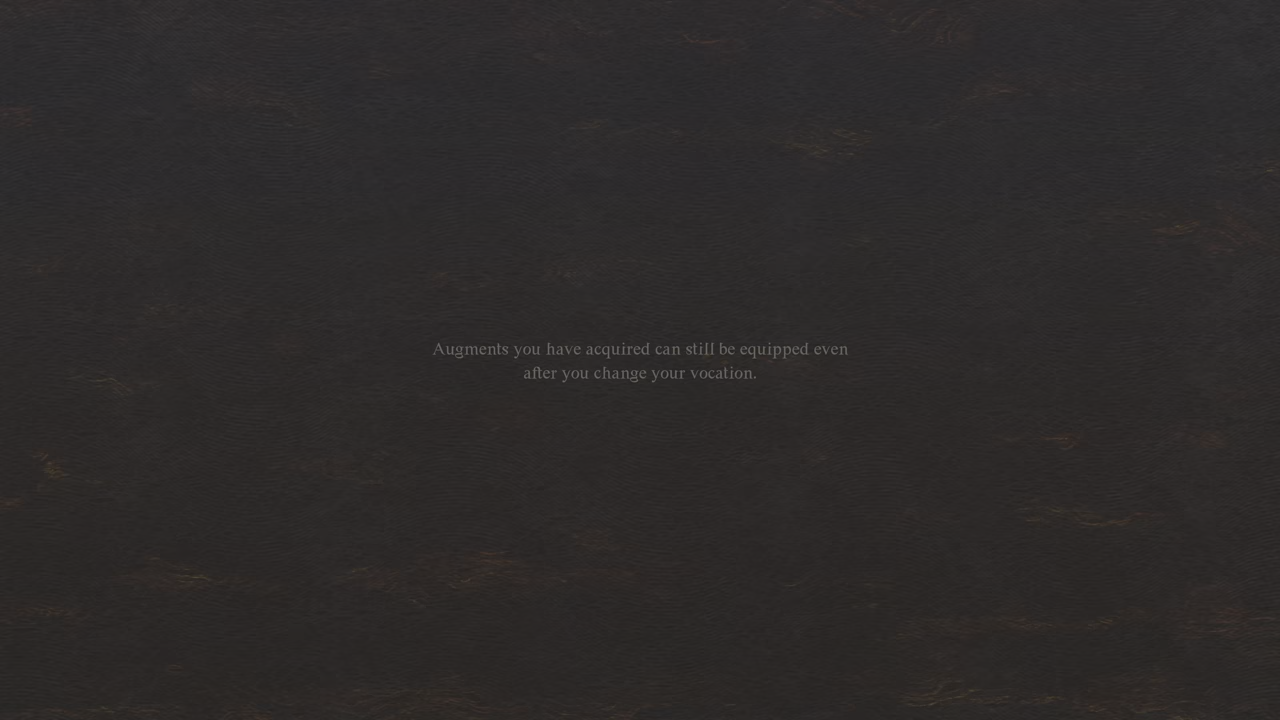 Augments you have acquired can still be equipped even
after you change your vocation.